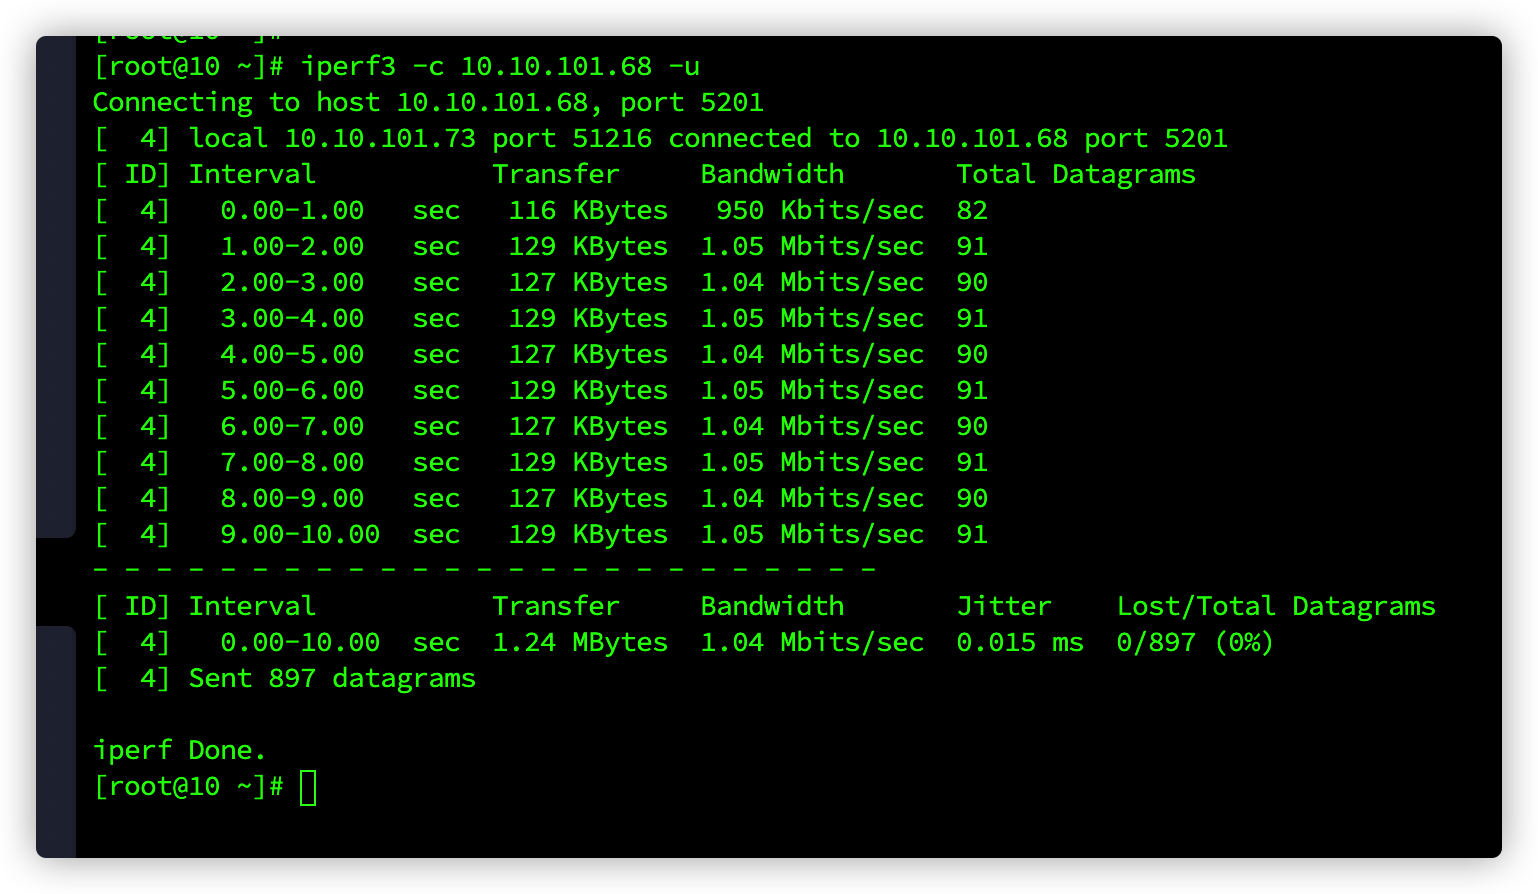 [root@10 ~]#
[root@10 ~]# iperf3 -c 10.10.101.68 -u
Connecting to host 10.10.101.68, port 5201
[  4] local 10.10.101.73 port 51216 connected to 10.10.101.68 port 5201
[ ID] Interval           Transfer     Bandwidth       Total Datagrams
[  4]   0.00-1.00   sec   116 KBytes   950 Kbits/sec  82
[  4]   1.00-2.00   sec   129 KBytes  1.05 Mbits/sec  91
[  4]   2.00-3.00   sec   127 KBytes  1.04 Mbits/sec  90
[  4]   3.00-4.00   sec   129 KBytes  1.05 Mbits/sec  91
[  4]   4.00-5.00   sec   127 KBytes  1.04 Mbits/sec  90
[  4]   5.00-6.00   sec   129 KBytes  1.05 Mbits/sec  91
[  4]   6.00-7.00   sec   127 KBytes  1.04 Mbits/sec  90
[  4]   7.00-8.00   sec   129 KBytes  1.05 Mbits/sec  91
[  4]   8.00-9.00   sec   127 KBytes  1.04 Mbits/sec  90
[  4]   9.00-10.00  sec   129 KBytes  1.05 Mbits/sec  91
- - - - - - - - - - - - - - - - - - - - - - - - -
[ ID] Interval           Transfer     Bandwidth       Jitter    Lost/Total Datagrams
[  4]   0.00-10.00  sec  1.24 MBytes  1.04 Mbits/sec  0.015 ms  0/897 (0%)
[  4] Sent 897 datagrams
iperf Done.
[root@10 ~]#